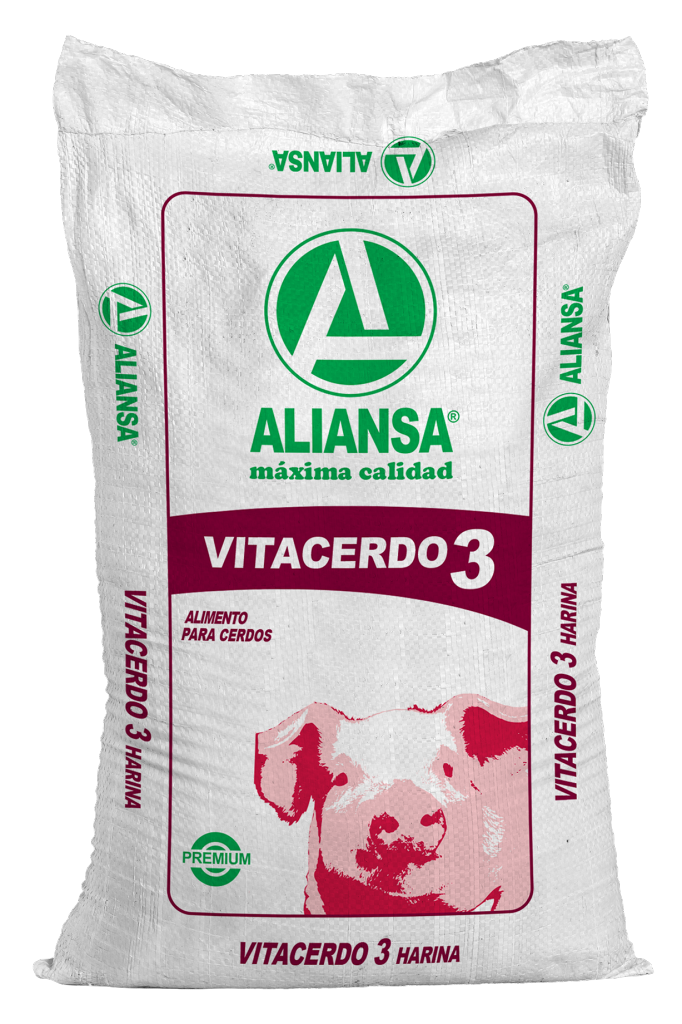 ALIANSA®
ALIANSA®
máxima calidad
ALIANSA®
ALIANSA®
VITACERDO 3
ALIMENTO
PARA CERDOS
VITACERDO 3 HARINA
VITACERDO 3 HARINA
PREMIUM
VITACERDO 3 HARINA